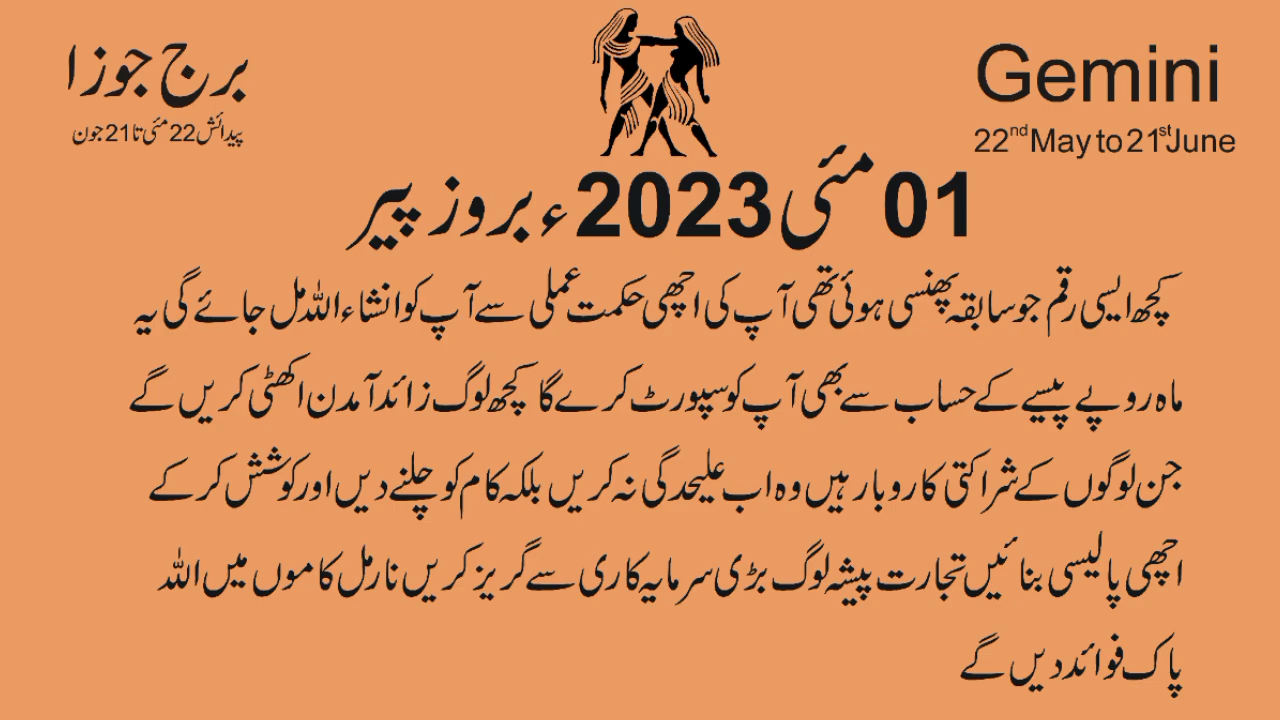 برج جوزا
پیدائش 22 مئی تا 21 جون
Gemini
22nd May to 21st June
01 مئی 2023ء بروز پیر
کچھ ایسی رقم جو سابقہ پھنسی ہوئی تھی آپ کی اچھی حکمت عملی سے آپ کو انشاء اللہ مل جائے گی یہ
ماہ روپے پیسے کے حساب سے بھی آپ کو سپورٹ کرے گا کچھ لوگ زائد آمدن اکھٹی کریں گے
جن لوگوں کے شراکتی کاروبار ہیں وہ اب علیحدگی نہ کریں بلکہ کام کو چلنے دیں اور کوشش کر کے
اچھی پالیسی بنائیں تجارت پیشہ لوگ بڑی سرمایہ کاری سے گریز کریں نارمل کاموں میں اللہ
پاک فوائد دیں گے